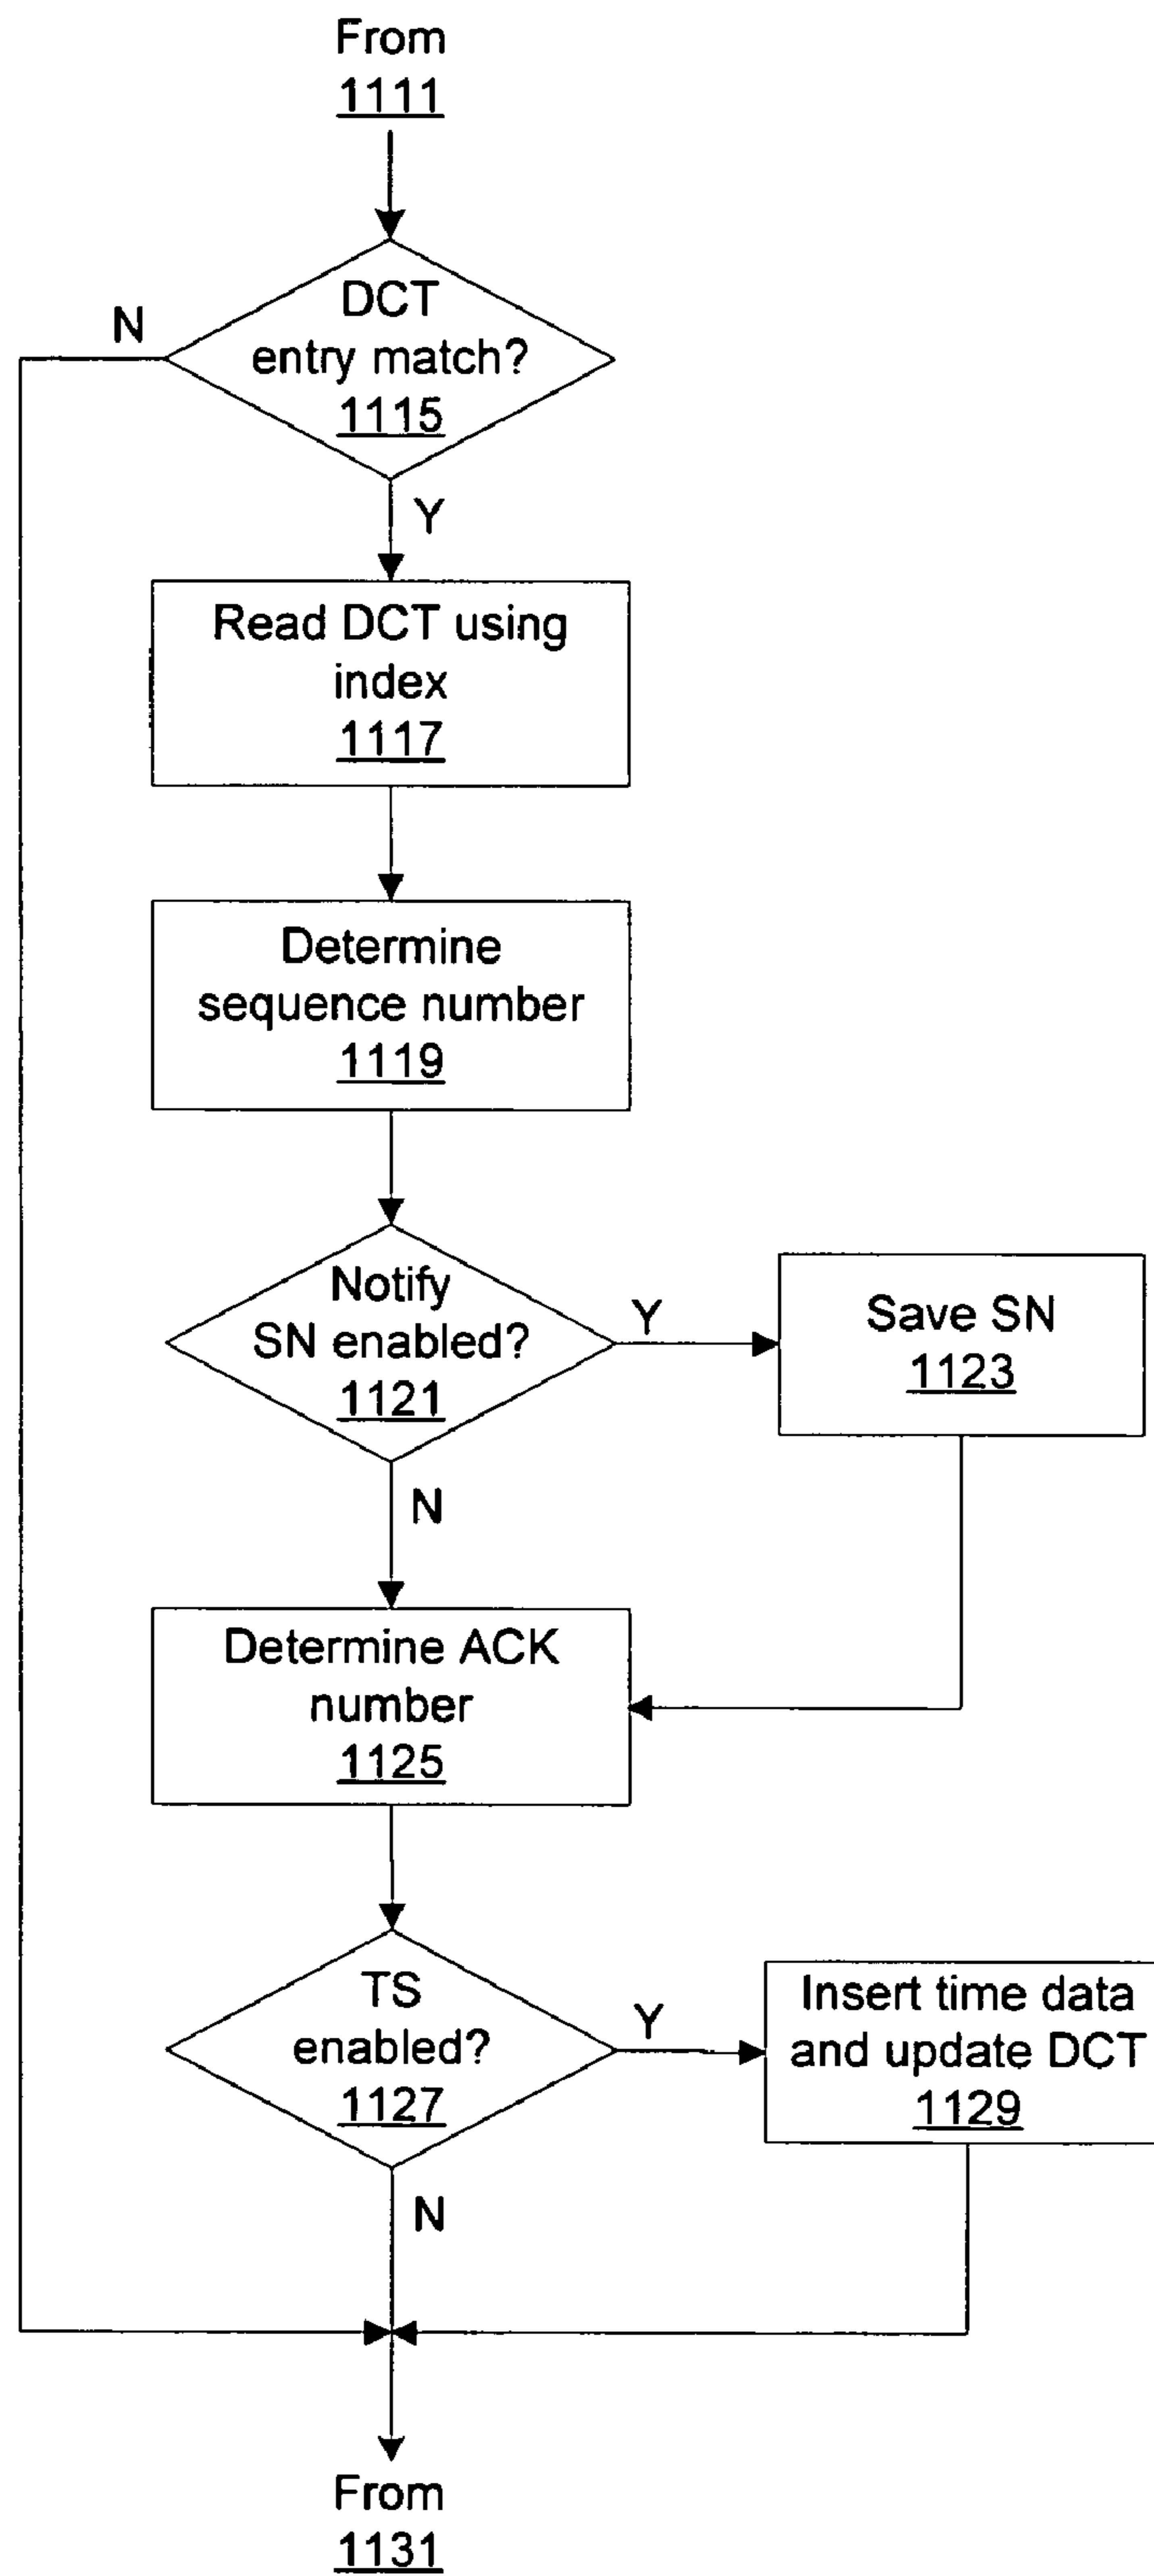 From
1111
DCT
entry match?
1115
N
Y
Read DCT using
index
1117
Determine
sequence number
1119
Notify
SN enabled?
1121
Y
Save SN
1123
N
Determine ACK
number
1125
TS
enabled?
1127
Y
Insert time data
and update DCT
1129
N
From
1131